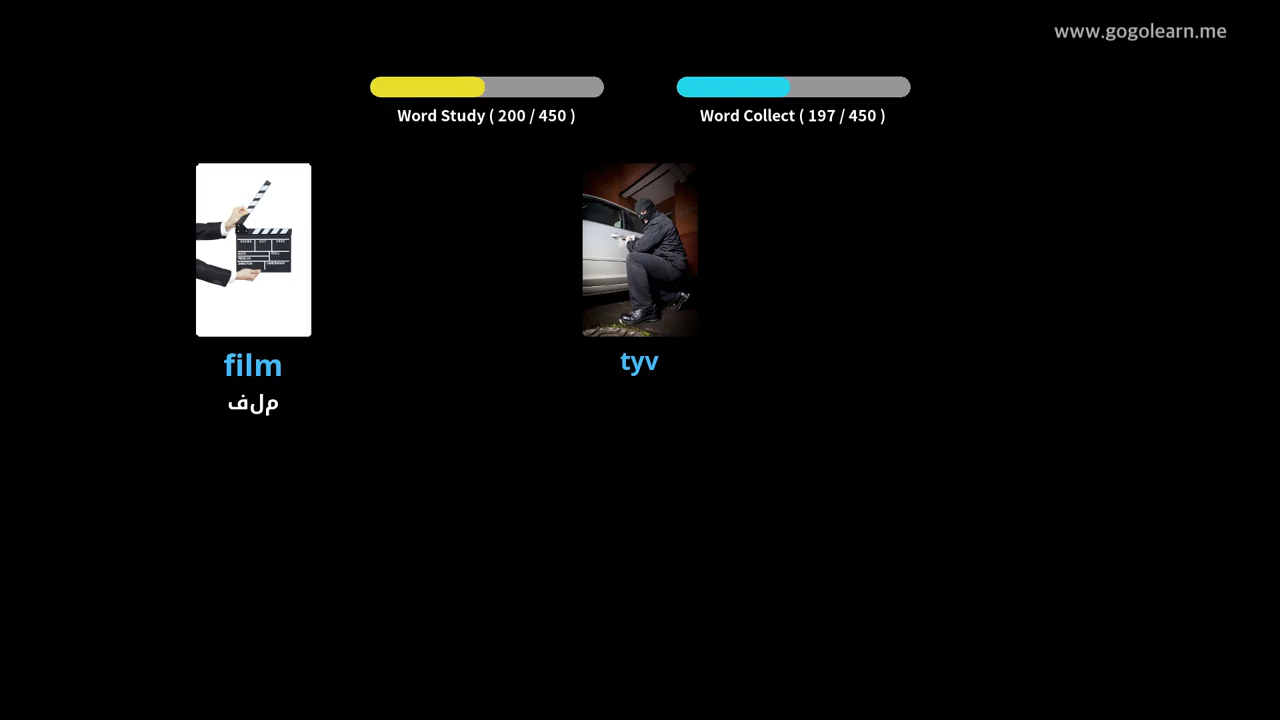 www.gogolearn.me
Word Study ( 200 / 450 )
Word Collect ( 197 / 450 )
film
ملف
tyv